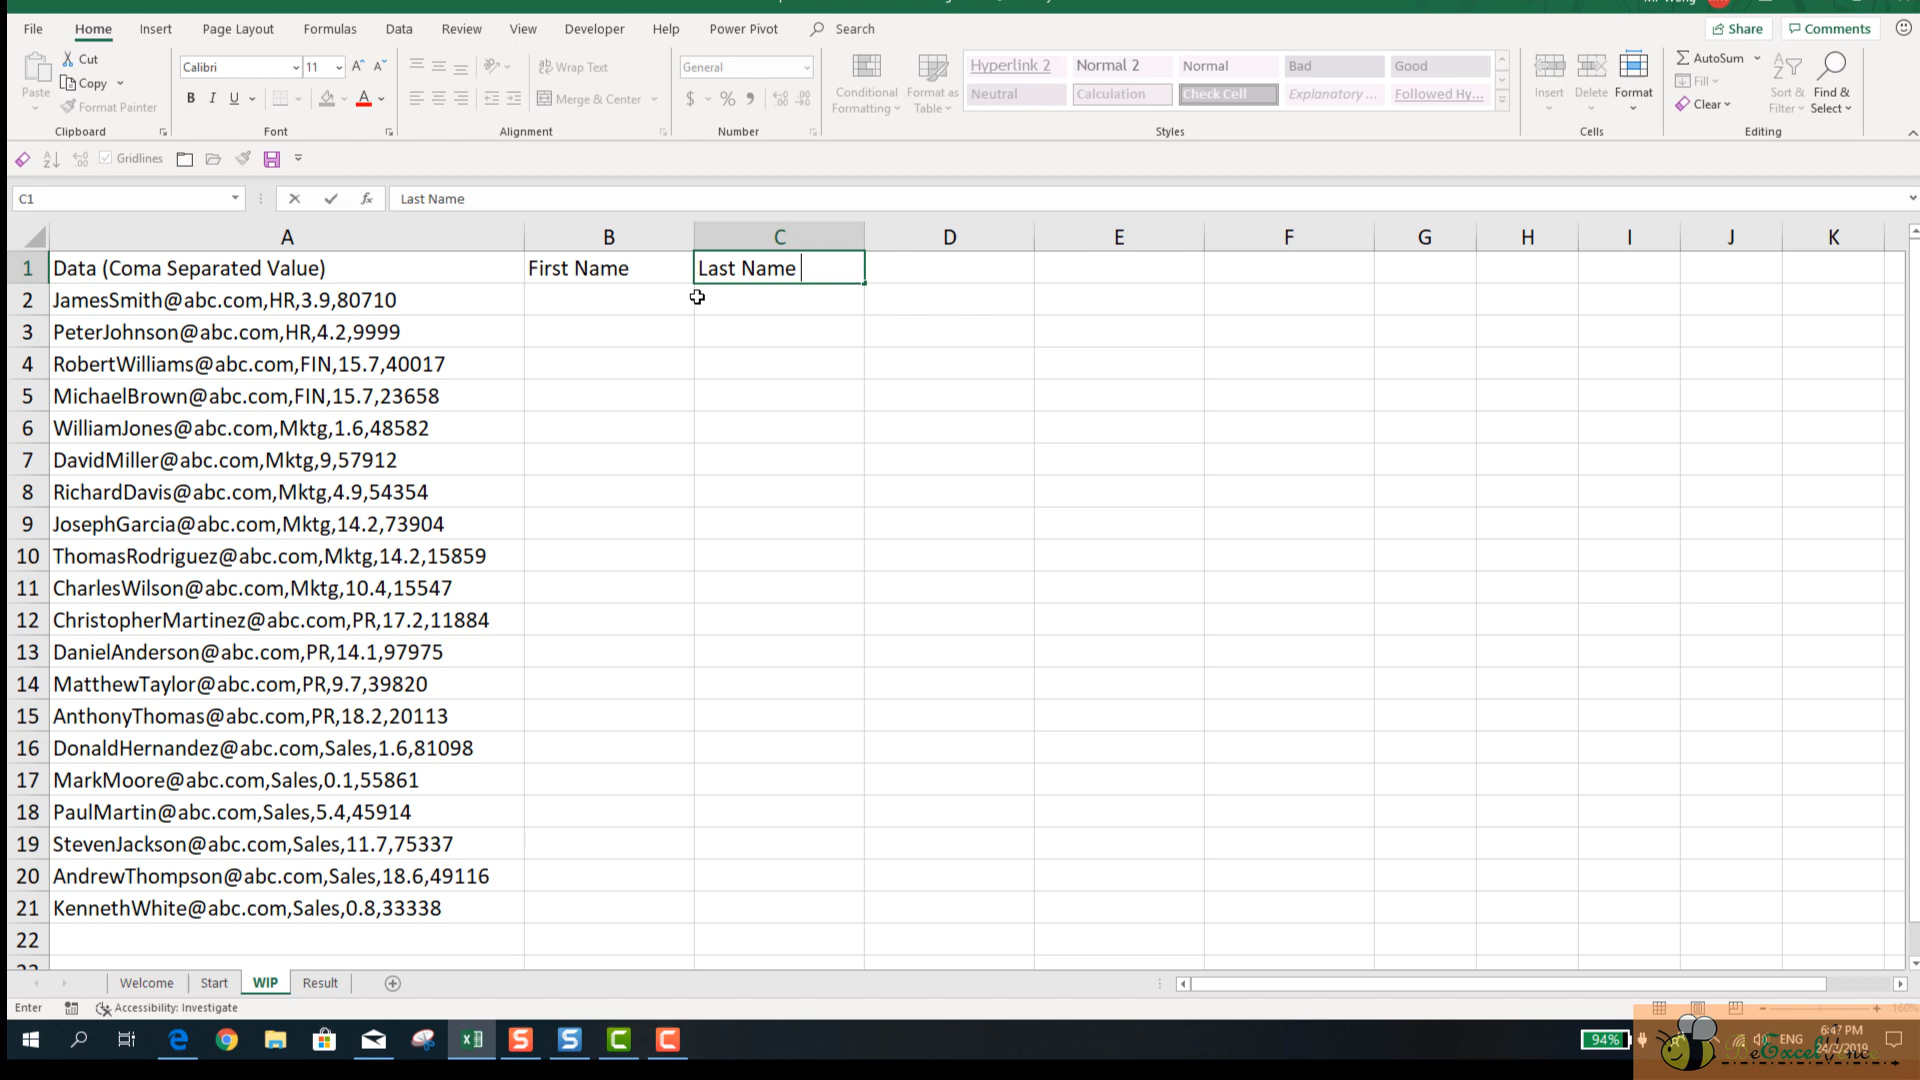 Mr Wong
File Home Insert Page Layout Formulas Data Review View Developer Help Power Pivot Search Share Comments
Paste Cut Copy Format Painter
Calibri 11
B I U A
Wrap Text
Merge & Center
General
$ %
Conditional Formatting
Format as Table
Hyperlink 2 Normal 2 Normal Bad Good
Neutral Calculation Check Cell Explanatory ... Followed Hy...
Insert Delete Format
AutoSum
Fill
Clear
Sort & Filter
Find & Select
Clipboard Font Alignment Number Styles Cells Editing
Gridlines
C1 fx Last Name
A B C D E F G H I J K
1 Data (Coma Separated Value) First Name Last Name
2 JamesSmith@abc.com,HR,3.9,80710
3 PeterJohnson@abc.com,HR,4.2,9999
4 RobertWilliams@abc.com,FIN,15.7,40017
5 MichaelBrown@abc.com,FIN,15.7,23658
6 WilliamJones@abc.com,Mktg,1.6,48582
7 DavidMiller@abc.com,Mktg,9,57912
8 RichardDavis@abc.com,Mktg,4.9,54354
9 JosephGarcia@abc.com,Mktg,14.2,73904
10 ThomasRodriguez@abc.com,Mktg,14.2,15859
11 CharlesWilson@abc.com,Mktg,10.4,15547
12 ChristopherMartinez@abc.com,PR,17.2,11884
13 DanielAnderson@abc.com,PR,14.1,97975
14 MatthewTaylor@abc.com,PR,9.7,39820
15 AnthonyThomas@abc.com,PR,18.2,20113
16 DonaldHernandez@abc.com,Sales,1.6,81098
17 MarkMoore@abc.com,Sales,0.1,55861
18 PaulMartin@abc.com,Sales,5.4,45914
19 StevenJackson@abc.com,Sales,11.7,75337
20 AndrewThompson@abc.com,Sales,18.6,49116
21 KennethWhite@abc.com,Sales,0.8,33338
22
Welcome Start WIP Result
Enter Accessibility: Investigate 160%
94% ENG 6:47 PM
24/2/2019